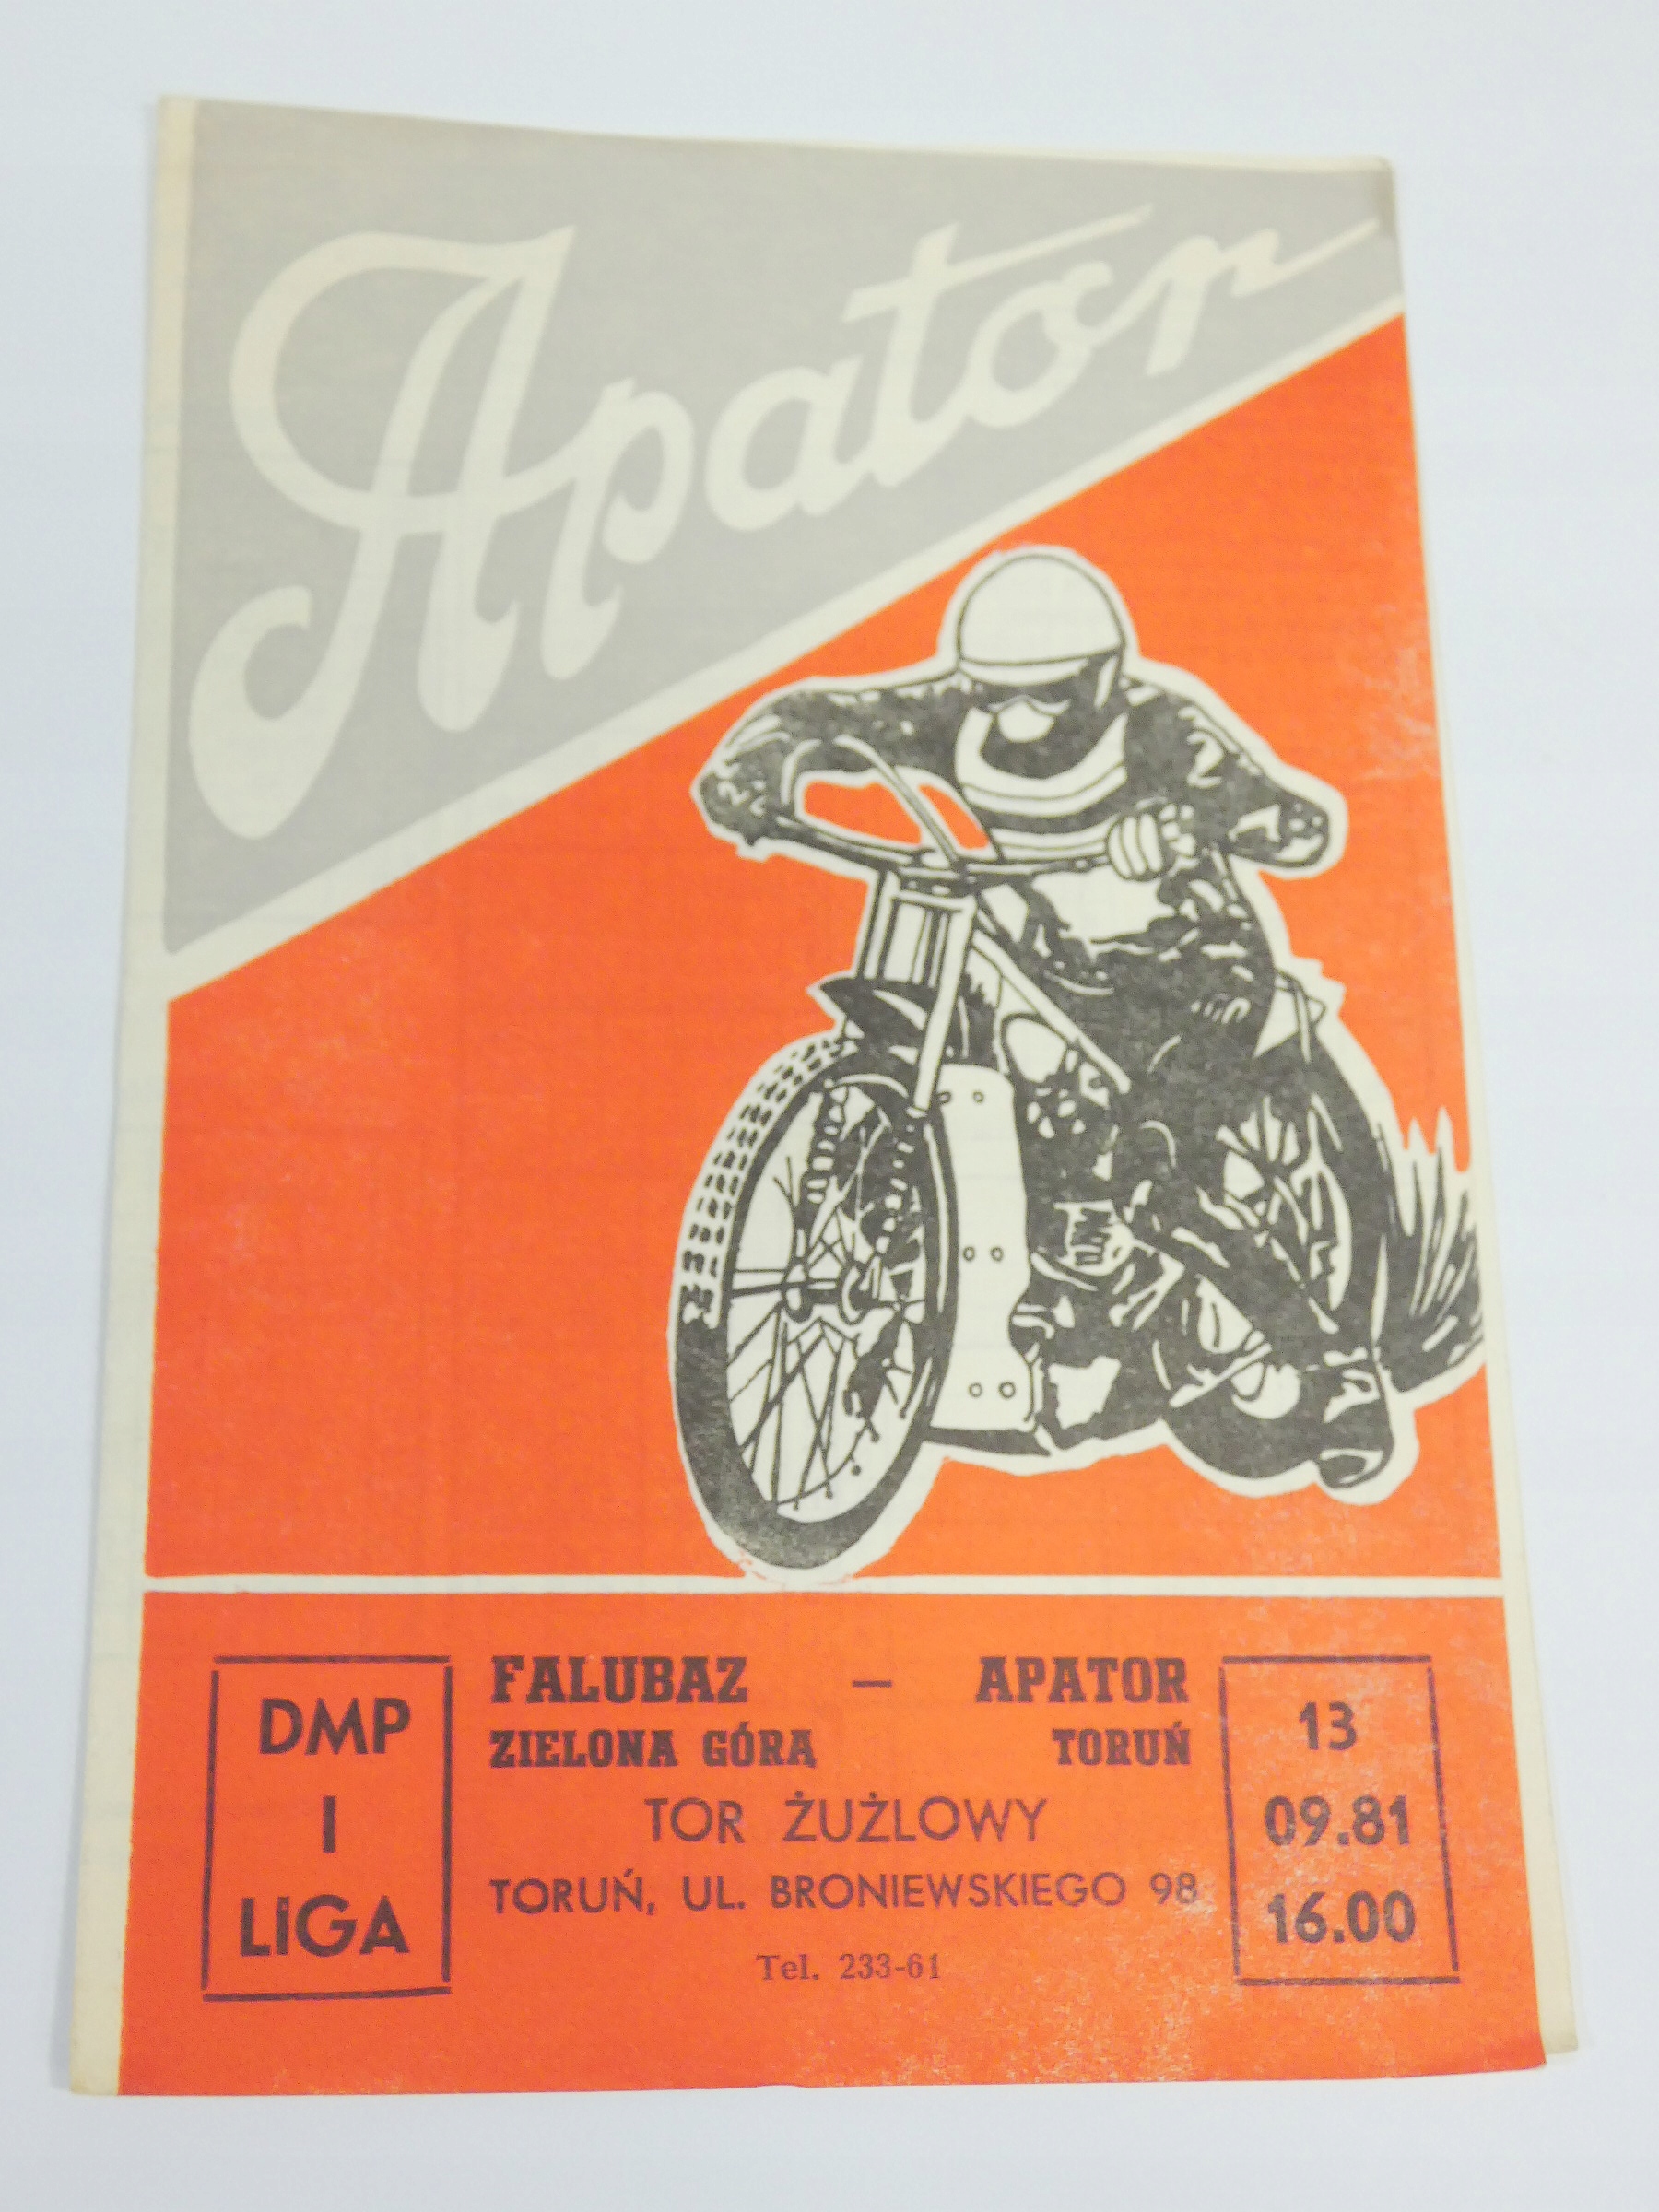 Apator
DMP
I
LIGA
FALUBAZ — APATOR
ZIELONA GÓRA TORUŃ
TOR ŻUŻLOWY
TORUŃ, UL. BRONIEWSKIEGO 98
Tel. 233-61
13
09.81
16.00